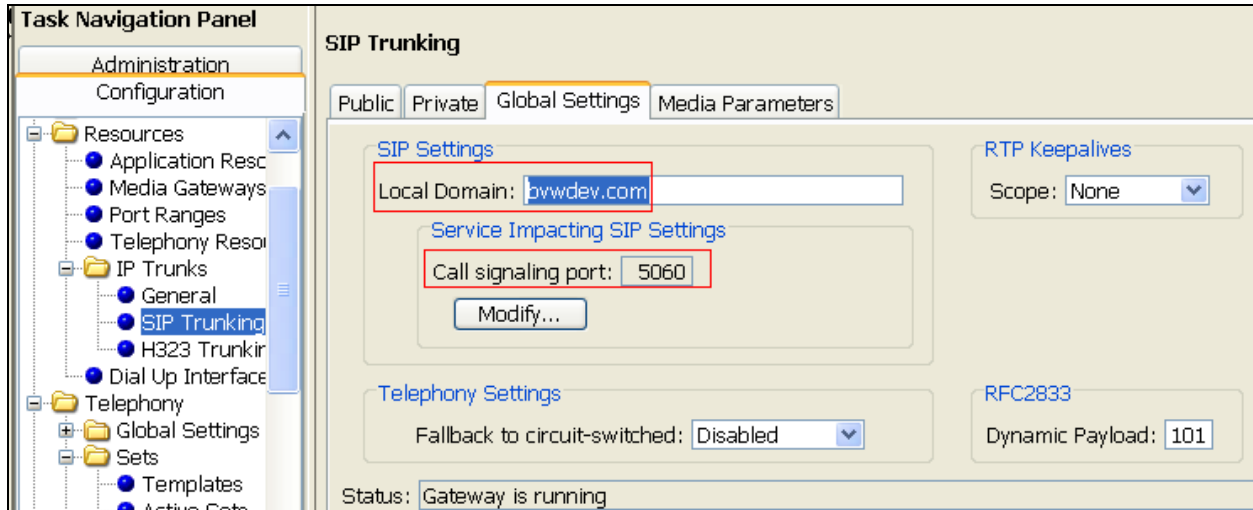 Task Navigation Panel
Administration
Configuration
Resources
Application Resc
Media Gateways
Port Ranges
Telephony Resou
IP Trunks
General
SIP Trunking
H323 Trunkir
Dial Up Interface
Telephony
Global Settings
Sets
Templates
SIP Trunking
Public Private Global Settings Media Parameters
SIP Settings
Local Domain: bvwdev.com
Service Impacting SIP Settings
Call signaling port: 5060
Modify...
RTP Keepalives
Scope: None
Telephony Settings
Fallback to circuit-switched: Disabled
RFC2833
Dynamic Payload: 101
Status: Gateway is running